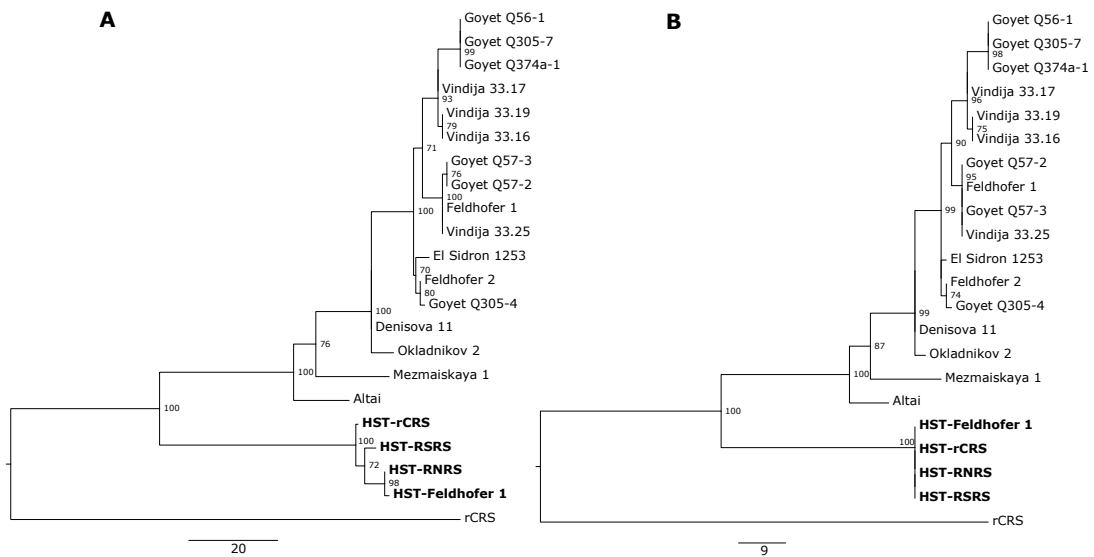 A
Goyet Q56-1
Goyet Q305-7
99
Goyet Q374a-1
Vindija 33.17
93
Vindija 33.19
79
Vindija 33.16
71
Goyet Q57-3
76
Goyet Q57-2
100
Feldhofer 1
100
Vindija 33.25
El Sidron 1253
70
Feldhofer 2
80
Goyet Q305-4
100
Denisova 11
76
Okladnikov 2
100
Mezmaiskaya 1
Altai
100
HST-rCRS
100
HST-RSRS
72
HST-RNRS
98
HST-Feldhofer 1
rCRS
20
B
Goyet Q56-1
Goyet Q305-7
98
Goyet Q374a-1
Vindija 33.17
96
Vindija 33.19
75
Vindija 33.16
90
Goyet Q57-2
95
Feldhofer 1
99
Goyet Q57-3
Vindija 33.25
El Sidron 1253
Feldhofer 2
74
Goyet Q305-4
99
Denisova 11
87
Okladnikov 2
100
Mezmaiskaya 1
Altai
100
HST-Feldhofer 1
100
HST-rCRS
HST-RNRS
HST-RSRS
rCRS
9